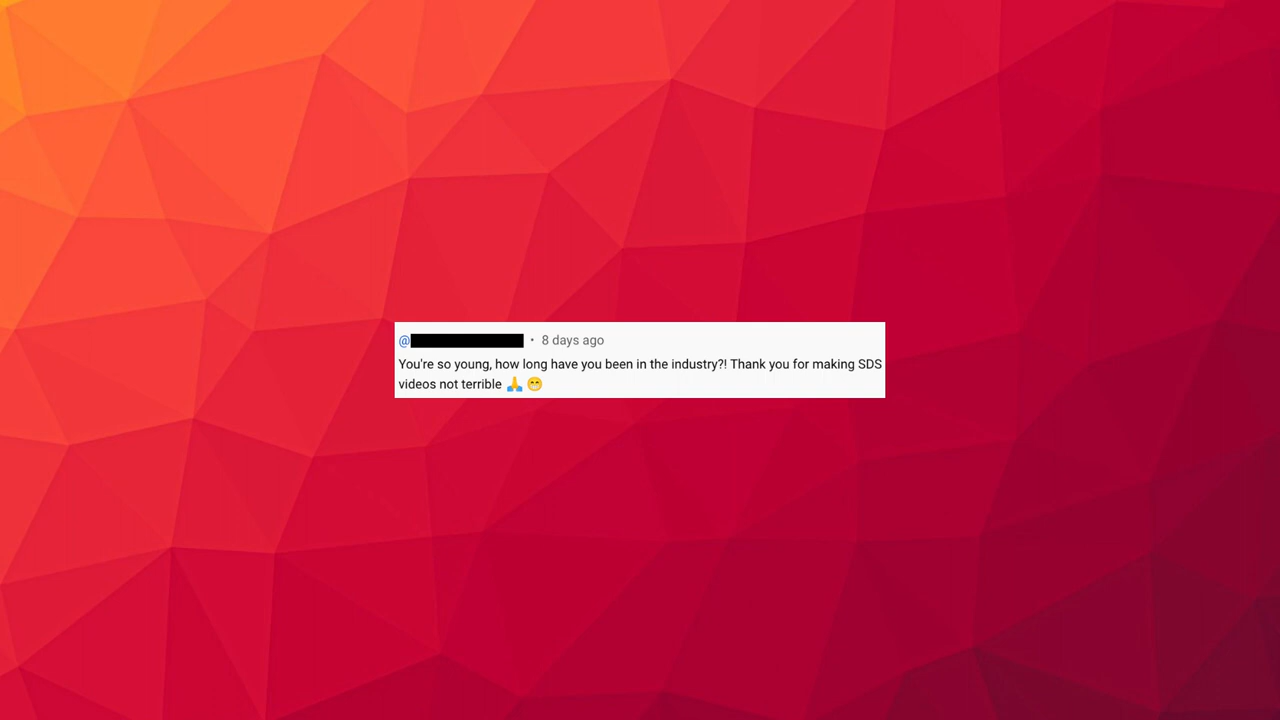 @ • 8 days ago
You're so young, how long have you been in the industry?! Thank you for making SDS
videos not terrible 🙏 😁